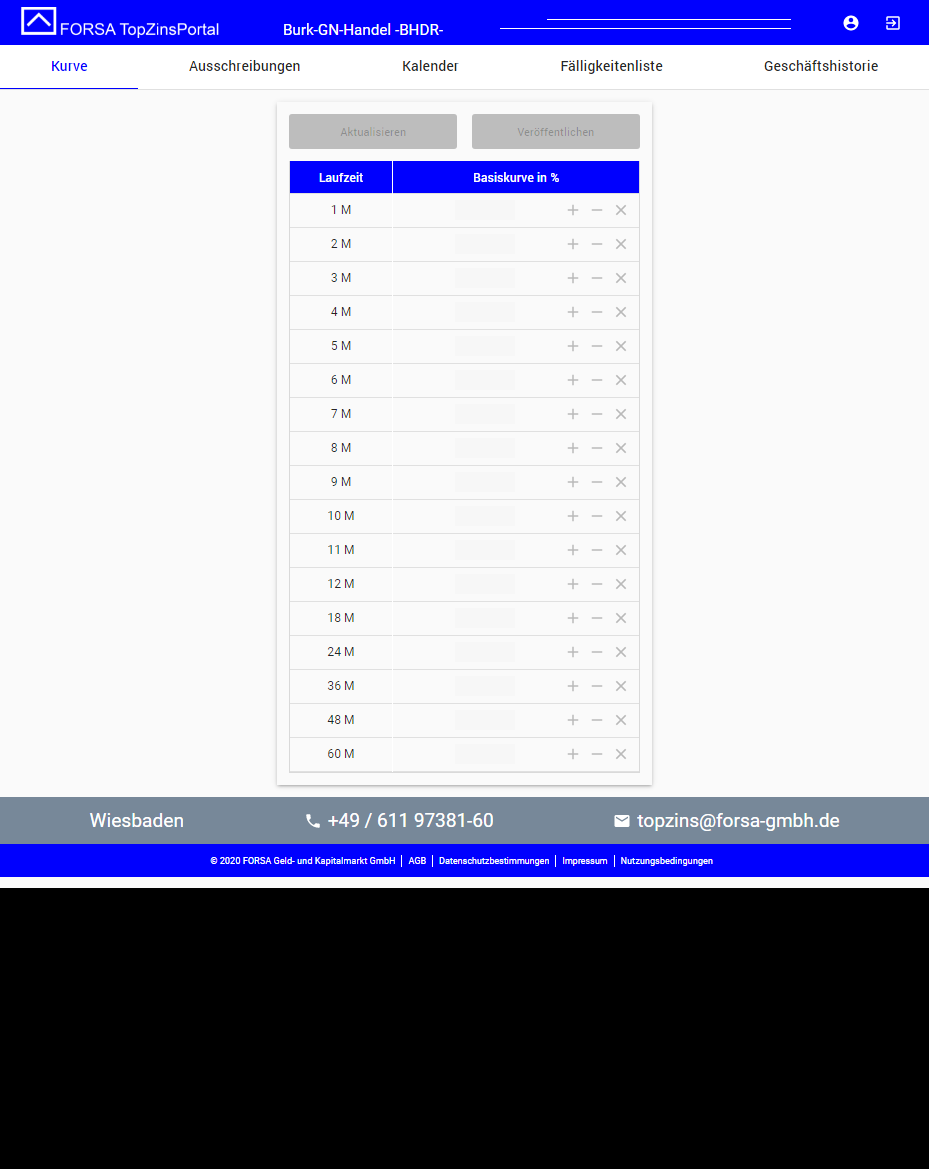 FORSA TopZinsPortal
Burk-GN-Handel -BHDR-
Kurve Ausschreibungen Kalender Fälligkeitenliste Geschäftshistorie
Aktualisieren Veröffentlichen
Laufzeit Basiskurve in %
1 M
2 M
3 M
4 M
5 M
6 M
7 M
8 M
9 M
10 M
11 M
12 M
18 M
24 M
36 M
48 M
60 M
Wiesbaden +49 / 611 97381-60 topzins@forsa-gmbh.de
© 2020 FORSA Geld- und Kapitalmarkt GmbH | AGB | Datenschutzbestimmungen | Impressum | Nutzungsbedingungen